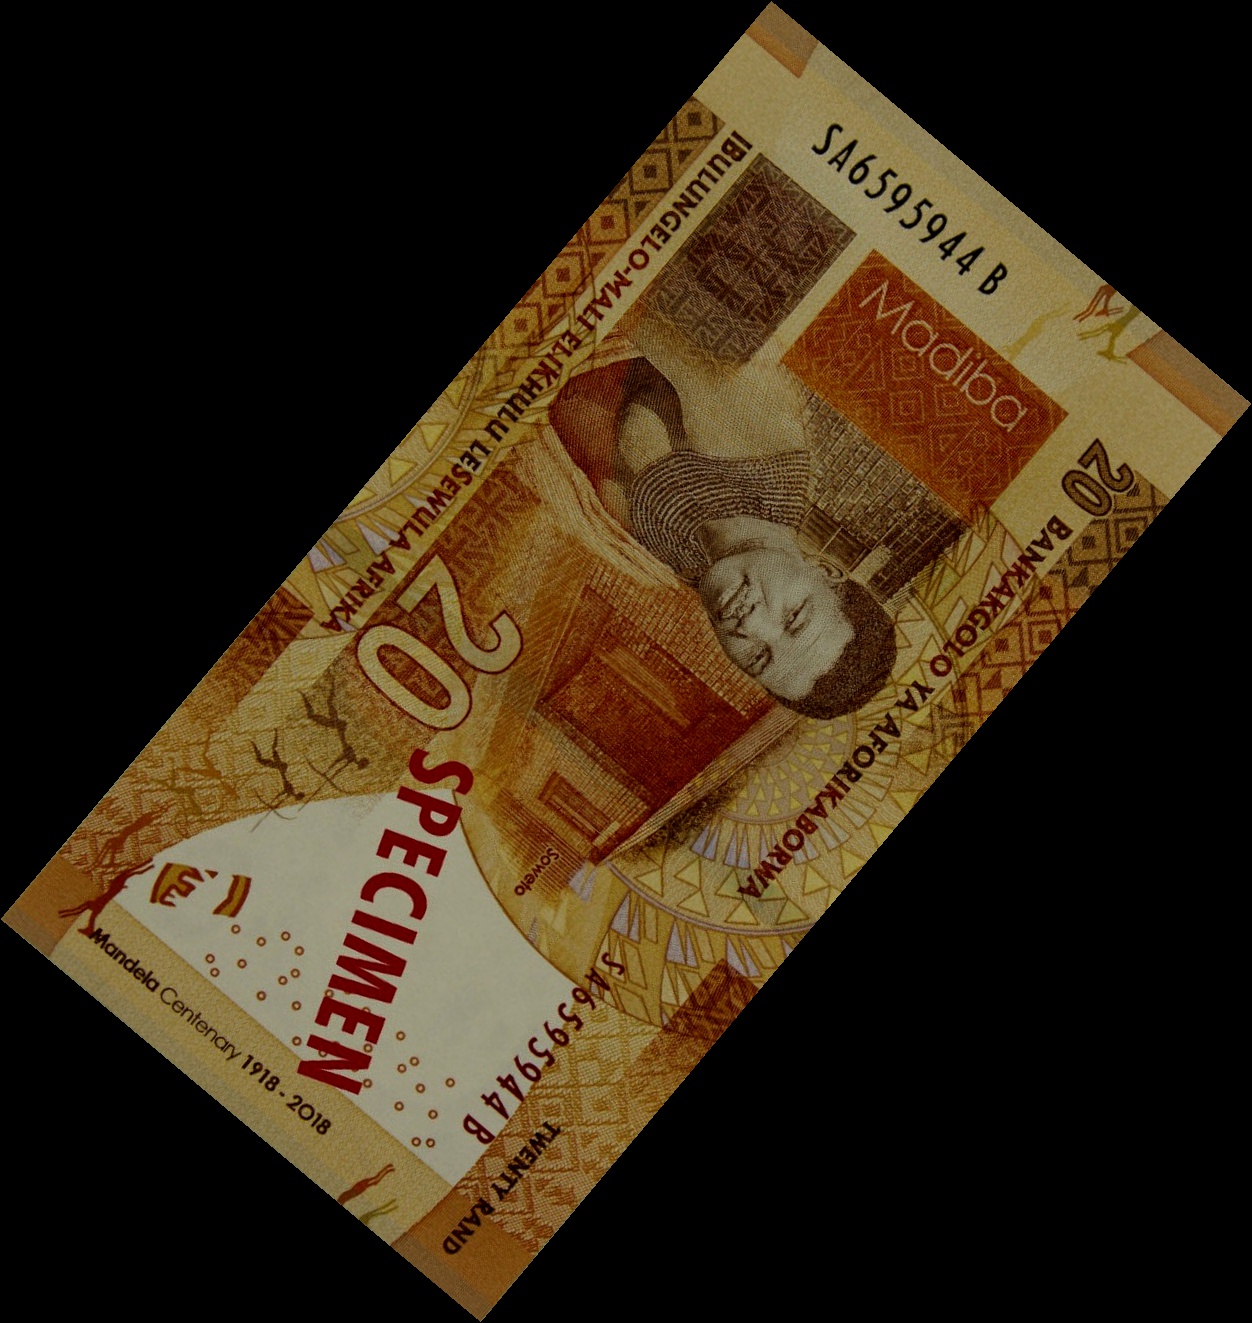 SA6595944 B
Madiba
20
BANKAKGOLO YA AFORIKABORWA
IBULUNGELO-MALI ELIKHULU LESEWULA AFRIKA
20
Soweto
SPECIMEN
SA6595944 B
TWENTY RAND
Mandela Centenary 1918 - 2018